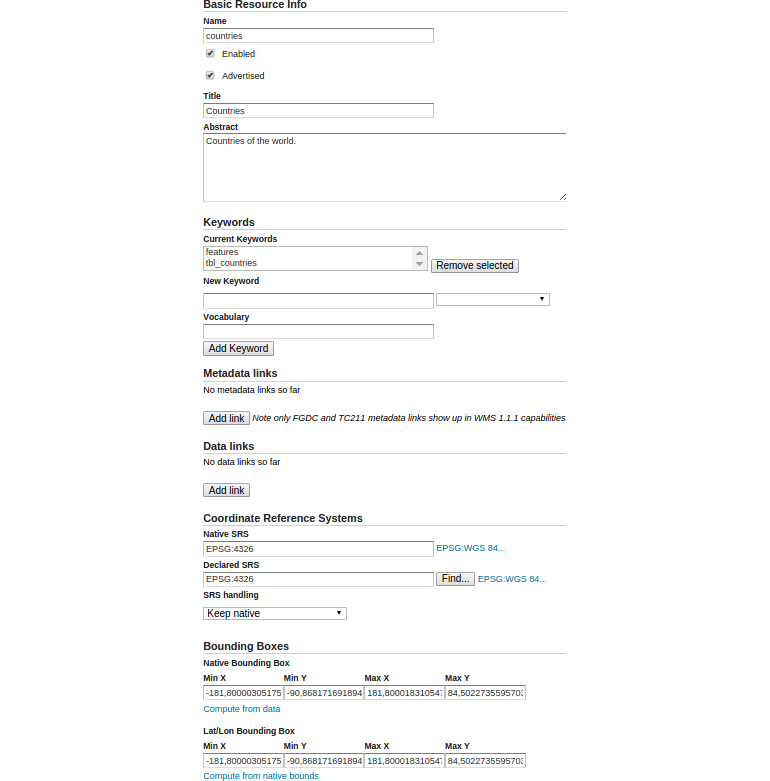 Basic Resource Info
Name
countries
Enabled
Advertised
Title
Countries
Abstract
Countries of the world.
Keywords
Current Keywords
features
tbl_countries
Remove selected
New Keyword
Vocabulary
Add Keyword
Metadata links
No metadata links so far
Add link Note only FGDC and TC211 metadata links show up in WMS 1.1.1 capabilities
Data links
No data links so far
Add link
Coordinate Reference Systems
Native SRS
EPSG:4326 EPSG:WGS 84...
Declared SRS
EPSG:4326 Find... EPSG:WGS 84...
SRS handling
Keep native
Bounding Boxes
Native Bounding Box
Min X Min Y Max X Max Y
-181,80000305175 -90,868171691894 181,800018310547 84,5022735595703
Compute from data
Lat/Lon Bounding Box
Min X Min Y Max X Max Y
-181,80000305175 -90,868171691894 181,800018310547 84,5022735595703
Compute from native bounds